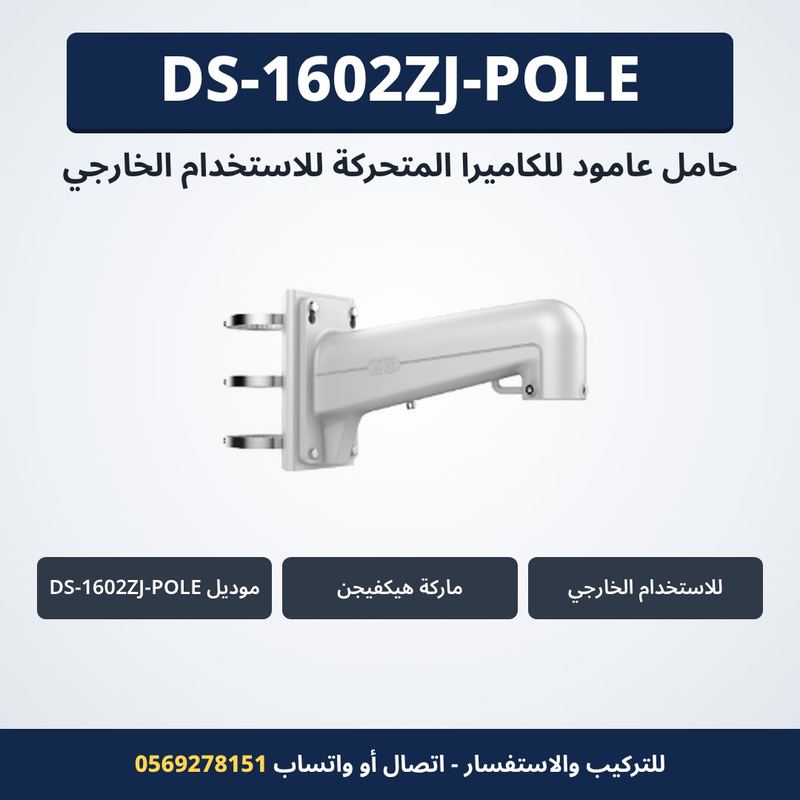 DS-1602ZJ-POLE
حامل عامود للكاميرا المتحركة للاستخدام الخارجي
للاستخدام الخارجي
ماركة هيكفيجن
موديل DS-1602ZJ-POLE
للتركيب والاستفسار - اتصال أو واتساب 0569278151